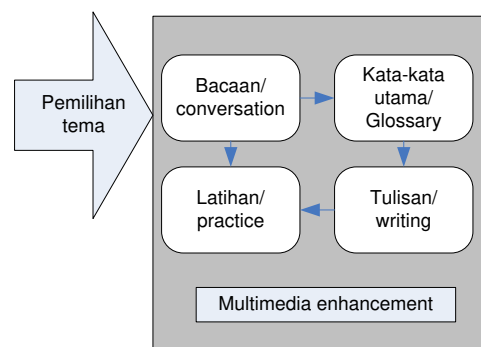 Pemilihan
tema
Bacaan/
conversation
Kata-kata
utama/
Glossary
Latihan/
practice
Tulisan/
writing
Multimedia enhancement